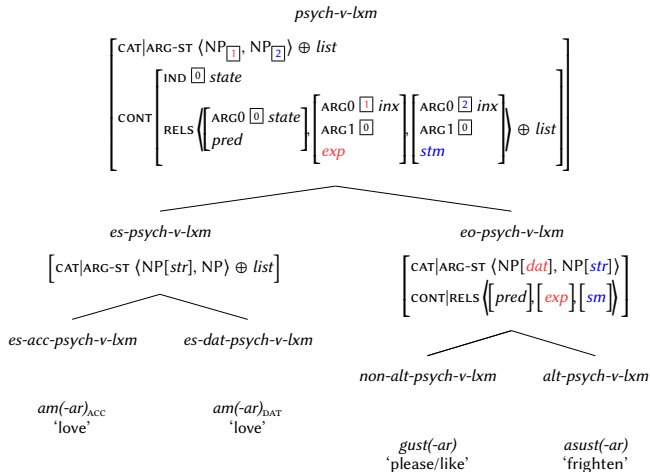 psych-v-lxm
CAT|ARG-ST ⟨NP1, NP2⟩ ⊕ list
CONT
IND 0 state
RELS ⟨[ARG0 0 state pred], [ARG0 1 inx ARG1 0 exp], [ARG0 2 inx ARG1 0 stm]⟩ ⊕ list
es-psych-v-lxm
[CAT|ARG-ST ⟨NP[str], NP⟩ ⊕ list]
eo-psych-v-lxm
CAT|ARG-ST ⟨NP[dat], NP[str]⟩
CONT|RELS ⟨[pred],[exp],[sm]⟩
es-acc-psych-v-lxm
es-dat-psych-v-lxm
non-alt-psych-v-lxm
alt-psych-v-lxm
am(-ar)ACC
‘love’
am(-ar)DAT
‘love’
gust(-ar)
‘please/like’
asust(-ar)
‘frighten’